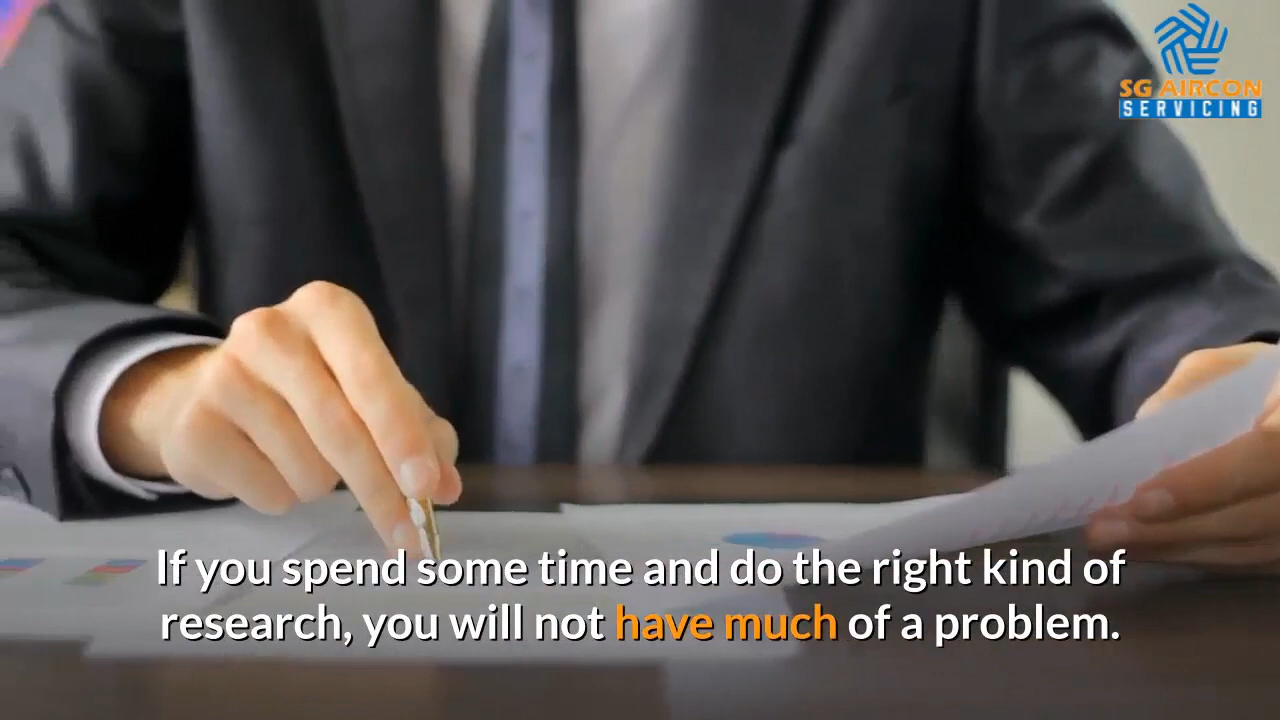 SG AIRCON
SERVICING
If you spend some time and do the right kind of
research, you will not have much of a problem.